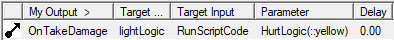 My Output > Target ... Target Input Parameter Delay
OnTakeDamage lightLogic RunScriptCode HurtLogic(::yellow) 0.00